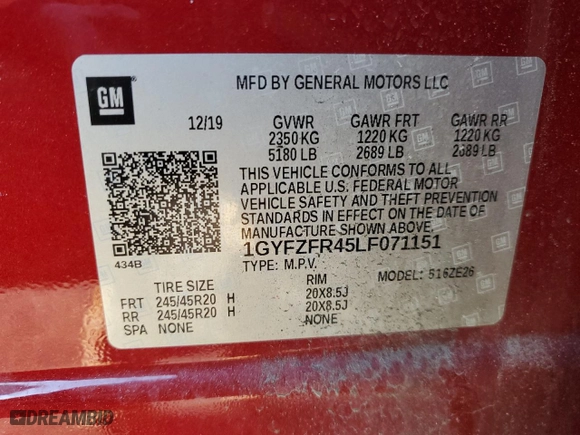 GM
MFD BY GENERAL MOTORS LLC
12/19 GVWR GAWR FRT GAWR RR
2350 KG 1220 KG 1220 KG
5180 LB 2689 LB 2689 LB
THIS VEHICLE CONFORMS TO ALL
APPLICABLE U.S. FEDERAL MOTOR
VEHICLE SAFETY AND THEFT PREVENTION
STANDARDS IN EFFECT ON THE DATE OF
MANUFACTURE SHOWN ABOVE.
1GYFZFR45LF071151
434B
TYPE: M.P.V. MODEL: 516ZE26
TIRE SIZE RIM
FRT 245/45R20 H 20X8.5J
RR 245/45R20 H 20X8.5J
SPA NONE NONE
DREAMBID